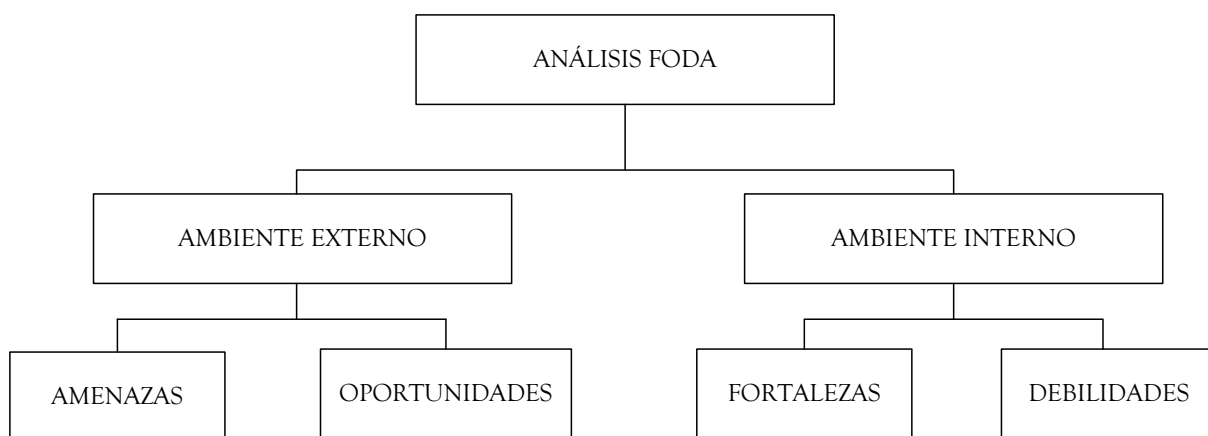 ANÁLISIS FODA
AMBIENTE EXTERNO
AMBIENTE INTERNO
AMENAZAS
OPORTUNIDADES
FORTALEZAS
DEBILIDADES